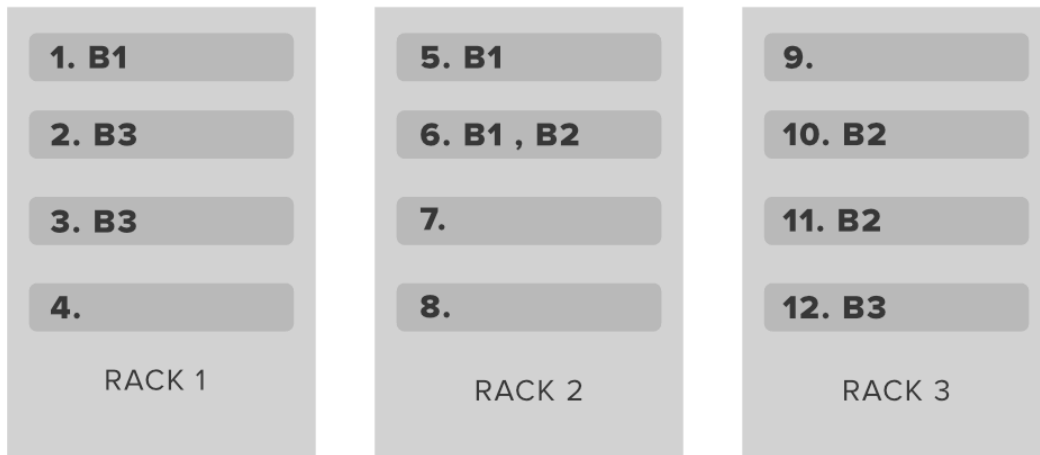 1. B1
2. B3
3. B3
4.
RACK 1
5. B1
6. B1 , B2
7.
8.
RACK 2
9.
10. B2
11. B2
12. B3
RACK 3